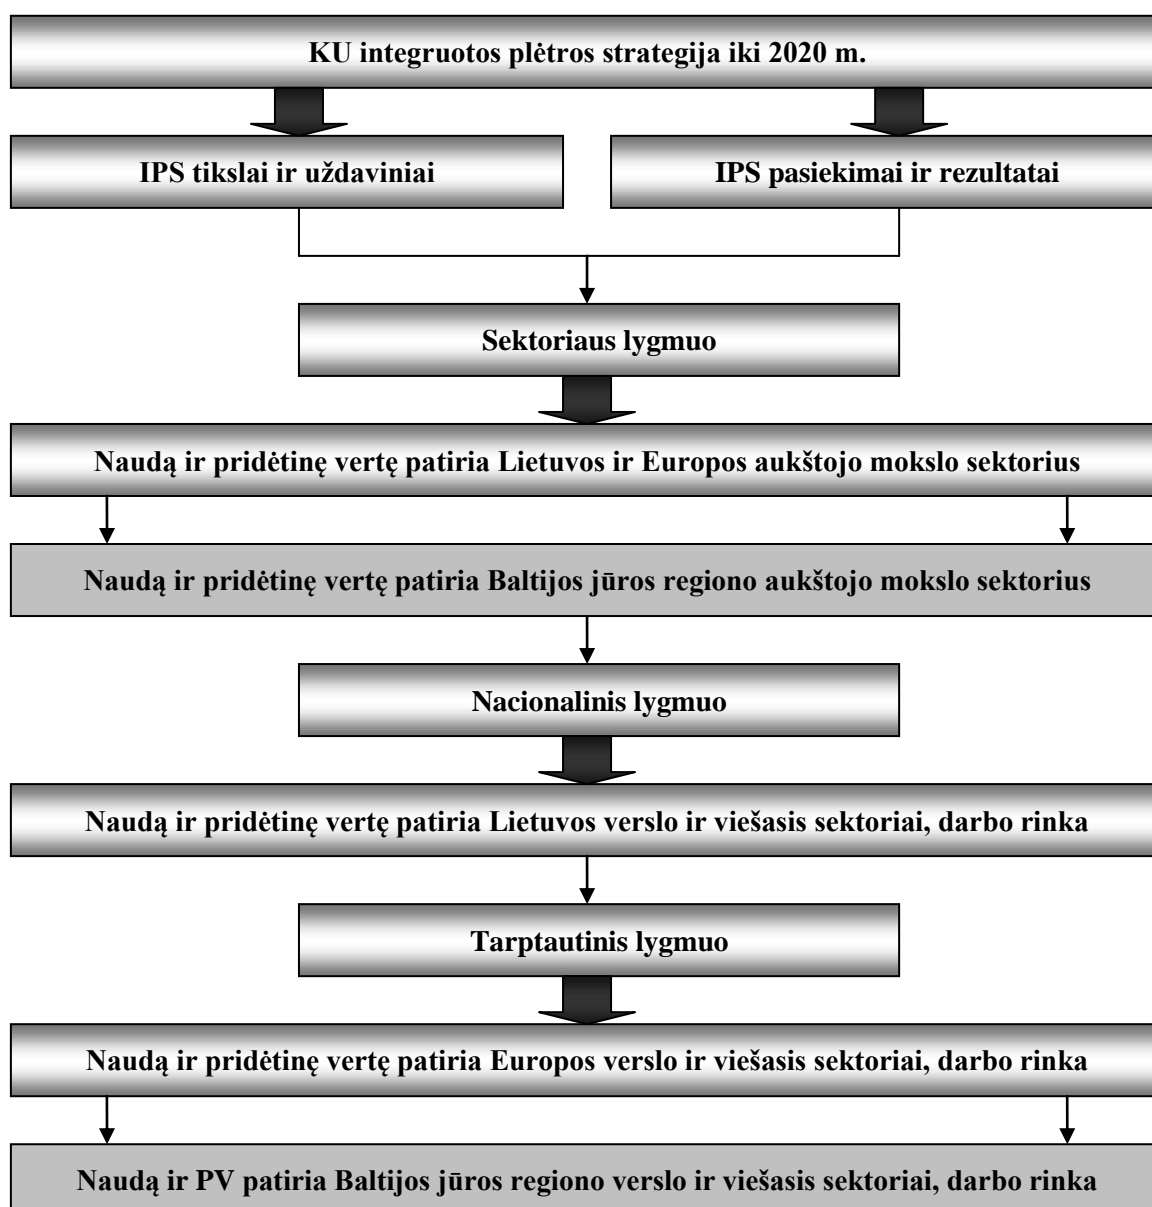 KU integruotos plėtros strategija iki 2020 m.
IPS tikslai ir uždaviniai
IPS pasiekimai ir rezultatai
Sektoriaus lygmuo
Naudą ir pridėtinę vertę patiria Lietuvos ir Europos aukštojo mokslo sektorius
Naudą ir pridėtinę vertę patiria Baltijos jūros regiono aukštojo mokslo sektorius
Nacionalinis lygmuo
Naudą ir pridėtinę vertę patiria Lietuvos verslo ir viešasis sektoriai, darbo rinka
Tarptautinis lygmuo
Naudą ir pridėtinę vertę patiria Europos verslo ir viešasis sektoriai, darbo rinka
Naudą ir PV patiria Baltijos jūros regiono verslo ir viešasis sektoriai, darbo rinka